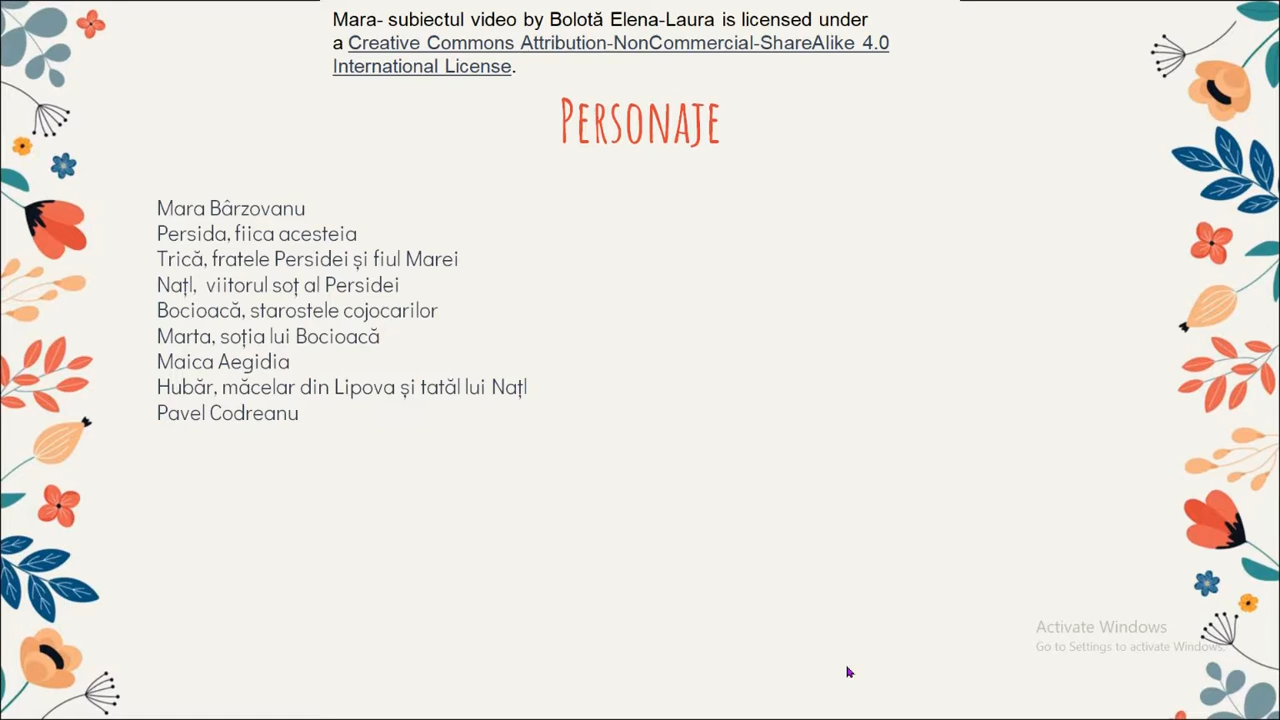 Mara- subiectul video by Bolotă Elena-Laura is licensed under
a Creative Commons Attribution-NonCommercial-ShareAlike 4.0
International License.
Personaje
Mara Bârzovanu
Persida, fiica acesteia
Trică, fratele Persidei și fiul Marei
Națl,  viitorul soț al Persidei
Bocioacă, starostele cojocarilor
Marta, soția lui Bocioacă
Maica Aegidia
Hubăr, măcelar din Lipova și tatăl lui Națl
Pavel Codreanu
Activate Windows
Go to Settings to activate Windows.